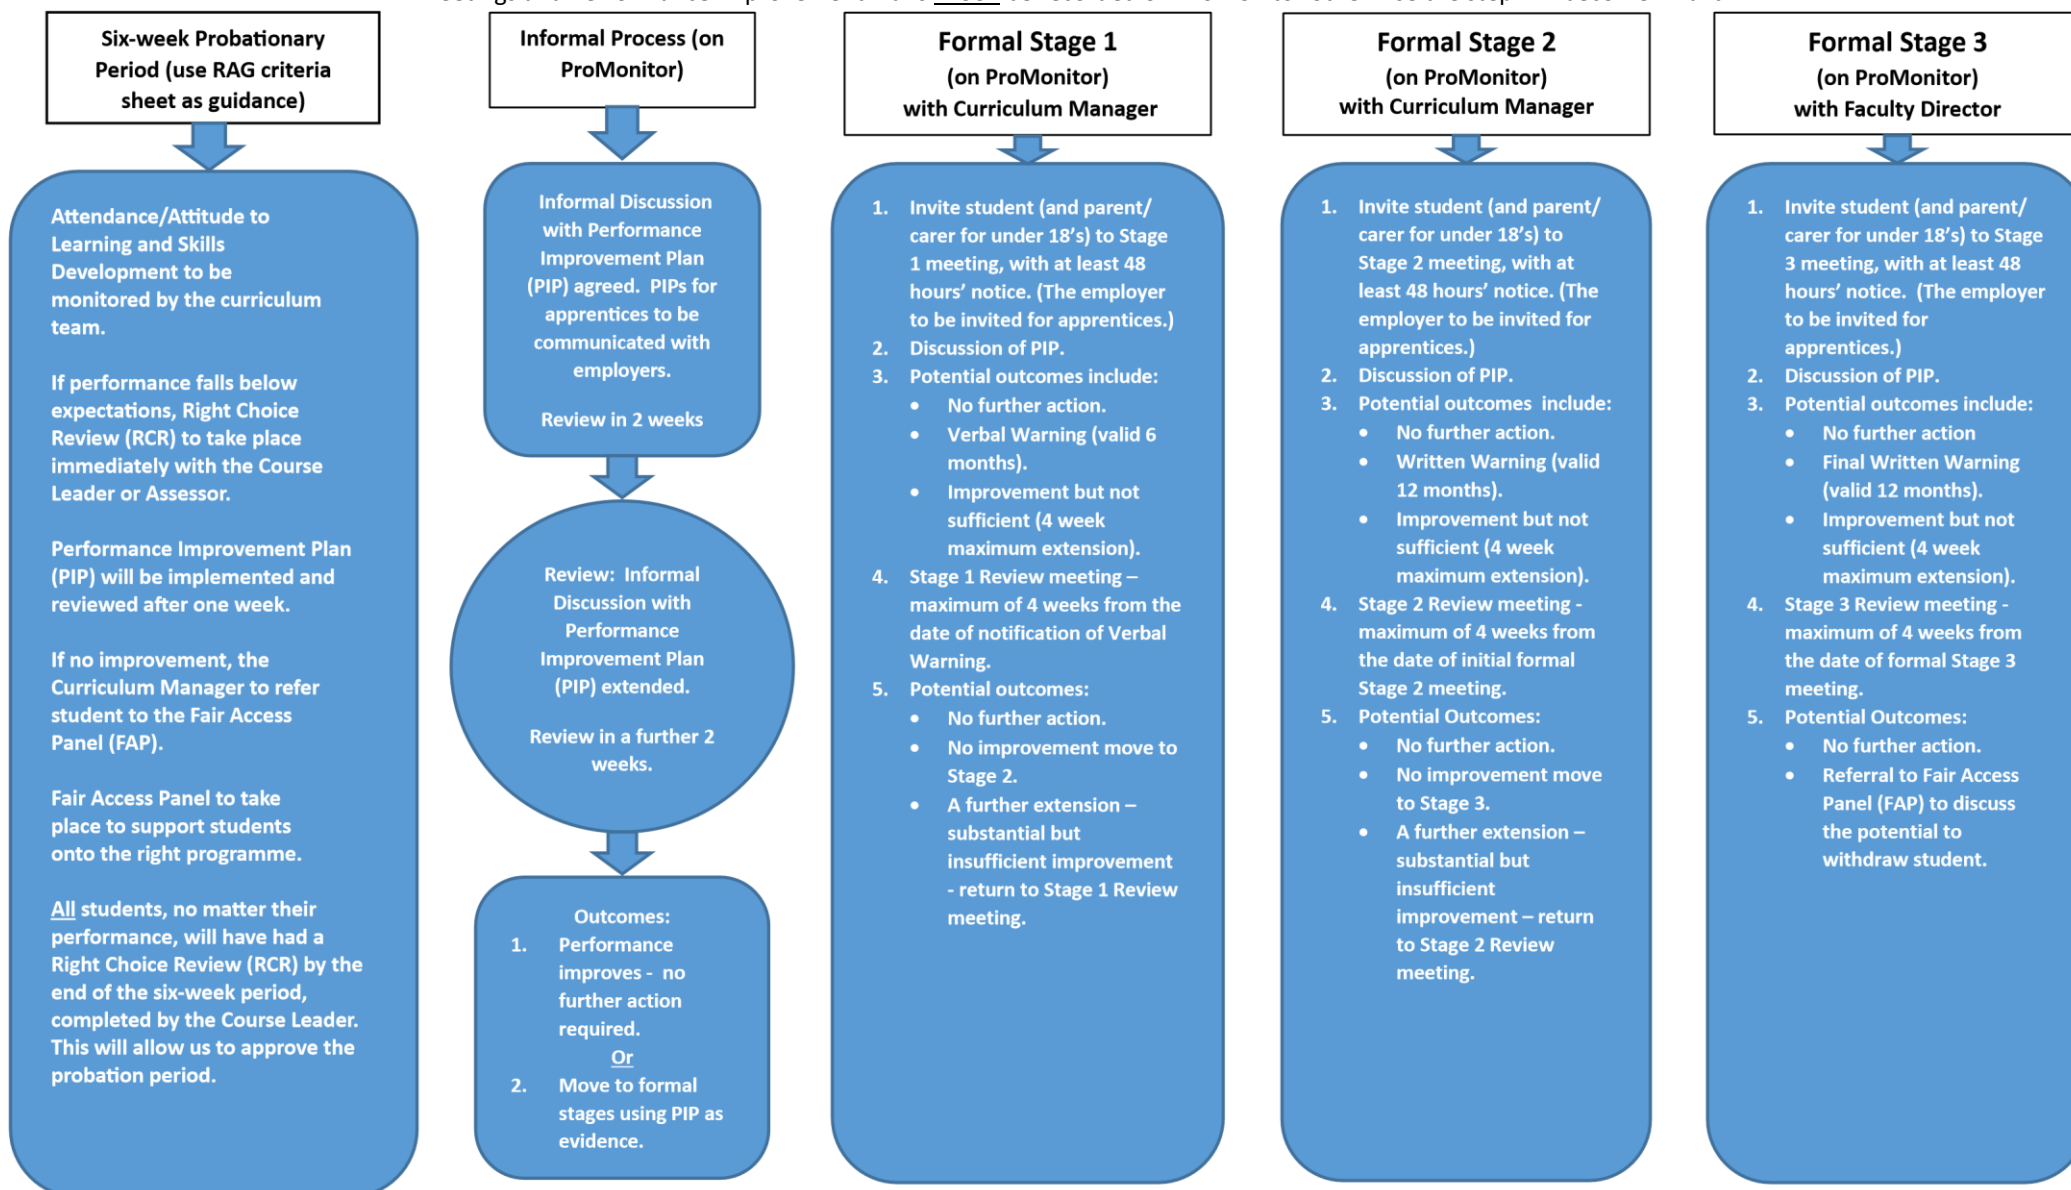 Six-week Probationary
Period (use RAG criteria
sheet as guidance)
Attendance/Attitude to
Learning and Skills
Development to be
monitored by the curriculum
team.
If performance falls below
expectations, Right Choice
Review (RCR) to take place
immediately with the Course
Leader or Assessor.
Performance Improvement Plan
(PIP) will be implemented and
reviewed after one week.
If no improvement, the
Curriculum Manager to refer
student to the Fair Access
Panel (FAP).
Fair Access Panel to take
place to support students
onto the right programme.
All students, no matter their
performance, will have had a
Right Choice Review (RCR) by the
end of the six-week period,
completed by the Course Leader.
This will allow us to approve the
probation period.
Informal Process (on
ProMonitor)
Informal Discussion
with Performance
Improvement Plan
(PIP) agreed.  PIPs for
apprentices to be
communicated with
employers.
Review in 2 weeks
Review:  Informal
Discussion with
Performance
Improvement Plan
(PIP) extended.
Review in a further 2
weeks.
Outcomes:
1. Performance
improves -  no
further action
required.
Or
2. Move to formal
stages using PIP as
evidence.
Formal Stage 1
(on ProMonitor)
with Curriculum Manager
1. Invite student (and parent/
carer for under 18’s) to Stage
1 meeting, with at least 48
hours’ notice. (The employer
to be invited for apprentices.)
2. Discussion of PIP.
3. Potential outcomes include:
• No further action.
• Verbal Warning (valid 6
months).
• Improvement but not
sufficient (4 week
maximum extension).
4. Stage 1 Review meeting –
maximum of 4 weeks from the
date of notification of Verbal
Warning.
5. Potential outcomes:
• No further action.
• No improvement move to
Stage 2.
• A further extension –
substantial but
insufficient improvement
- return to Stage 1 Review
meeting.
Formal Stage 2
(on ProMonitor)
with Curriculum Manager
1. Invite student (and parent/
carer for under 18’s) to
Stage 2 meeting, with at
least 48 hours’ notice. (The
employer to be invited for
apprentices.)
2. Discussion of PIP.
3. Potential outcomes  include:
• No further action.
• Written Warning (valid
12 months).
• Improvement but not
sufficient (4 week
maximum extension).
4. Stage 2 Review meeting -
maximum of 4 weeks from
the date of initial formal
Stage 2 meeting.
5. Potential Outcomes:
• No further action.
• No improvement move
to Stage 3.
• A further extension –
substantial but
insufficient
improvement – return
to Stage 2 Review
meeting.
Formal Stage 3
(on ProMonitor)
with Faculty Director
1. Invite student (and parent/
carer for under 18’s) to Stage
3 meeting, with at least 48
hours’ notice.  (The employer
to be invited for
apprentices.)
2. Discussion of PIP.
3. Potential outcomes include:
• No further action
• Final Written Warning
(valid 12 months).
• Improvement but not
sufficient (4 week
maximum extension).
4. Stage 3 Review meeting -
maximum of 4 weeks from
the date of formal Stage 3
meeting.
5. Potential Outcomes:
• No further action.
• Referral to Fair Access
Panel (FAP) to discuss
the potential to
withdraw student.